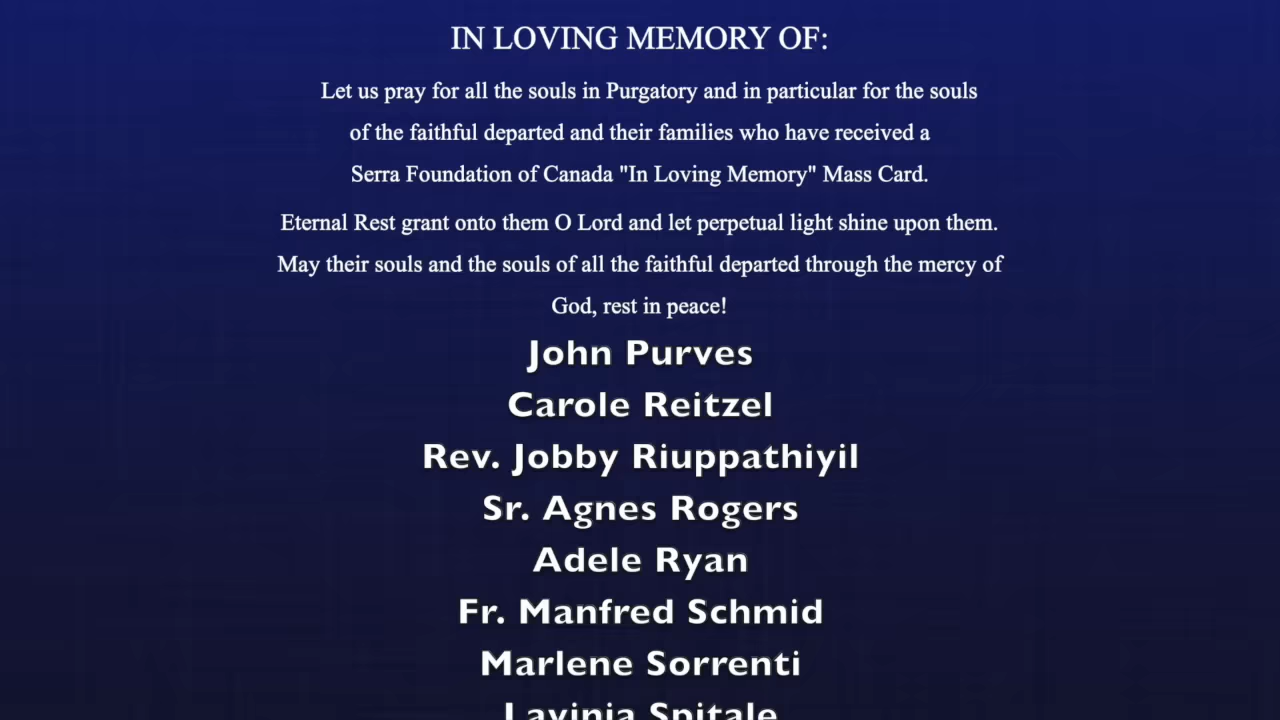 IN LOVING MEMORY OF:
Let us pray for all the souls in Purgatory and in particular for the souls
of the faithful departed and their families who have received a
Serra Foundation of Canada "In Loving Memory" Mass Card.
Eternal Rest grant onto them O Lord and let perpetual light shine upon them.
May their souls and the souls of all the faithful departed through the mercy of
God, rest in peace!
John Purves
Carole Reitzel
Rev. Jobby Riuppathiyil
Sr. Agnes Rogers
Adele Ryan
Fr. Manfred Schmid
Marlene Sorrenti
Lavinia Spitale